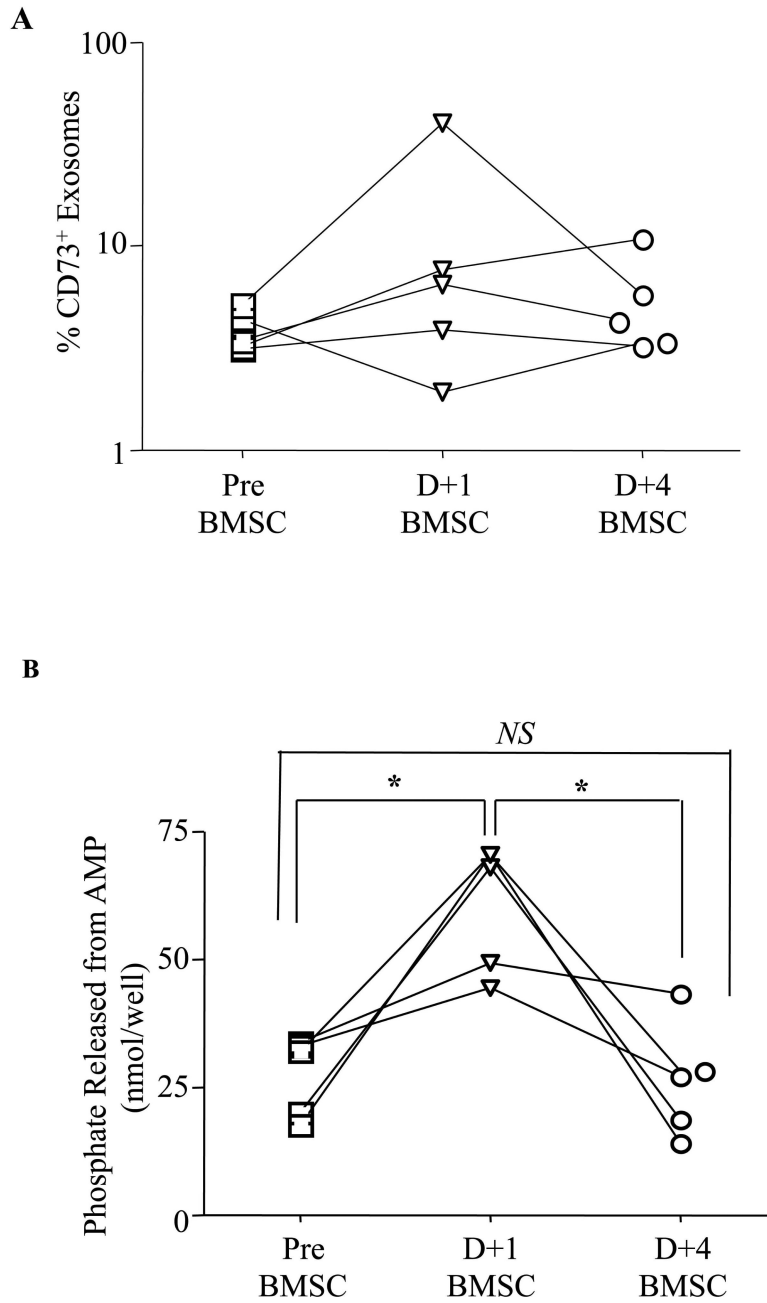 A
100
10
1
% CD73⁺ Exosomes
Pre
BMSC
D+1
BMSC
D+4
BMSC
B
NS
*
*
75
50
25
0
Phosphate Released from AMP
(nmol/well)
Pre
BMSC
D+1
BMSC
D+4
BMSC